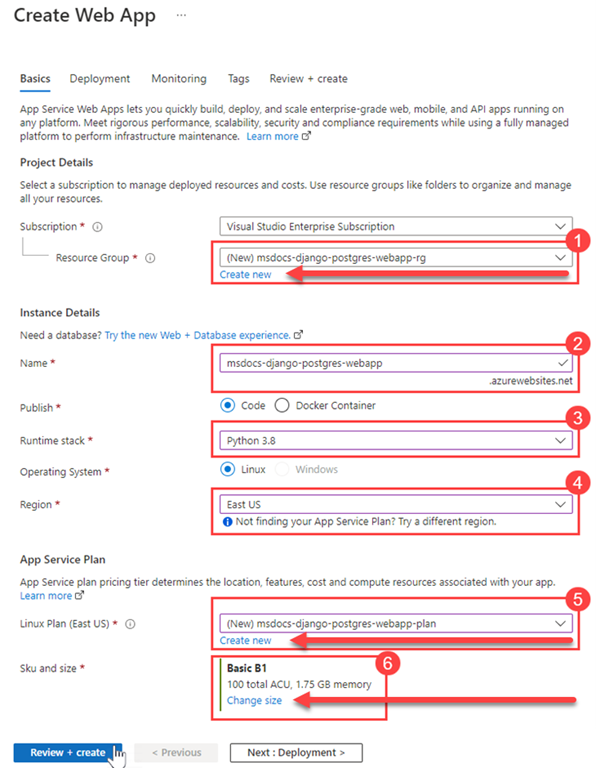 Create Web App ...
Basics Deployment Monitoring Tags Review + create
App Service Web Apps lets you quickly build, deploy, and scale enterprise-grade web, mobile, and API apps running on
any platform. Meet rigorous performance, scalability, security and compliance requirements while using a fully managed
platform to perform infrastructure maintenance. Learn more
Project Details
Select a subscription to manage deployed resources and costs. Use resource groups like folders to organize and manage
all your resources.
Subscription * Visual Studio Enterprise Subscription
1
Resource Group * (New) msdocs-django-postgres-webapp-rg
Create new
Instance Details
Need a database? Try the new Web + Database experience.
2
Name * msdocs-django-postgres-webapp
.azurewebsites.net
Publish * Code Docker Container
3
Runtime stack * Python 3.8
Operating System * Linux Windows
4
Region * East US
Not finding your App Service Plan? Try a different region.
App Service Plan
App Service plan pricing tier determines the location, features, cost and compute resources associated with your app.
Learn more
5
Linux Plan (East US) * (New) msdocs-django-postgres-webapp-plan
Create new
6
Sku and size * Basic B1
100 total ACU, 1.75 GB memory
Change size
Review + create < Previous Next : Deployment >